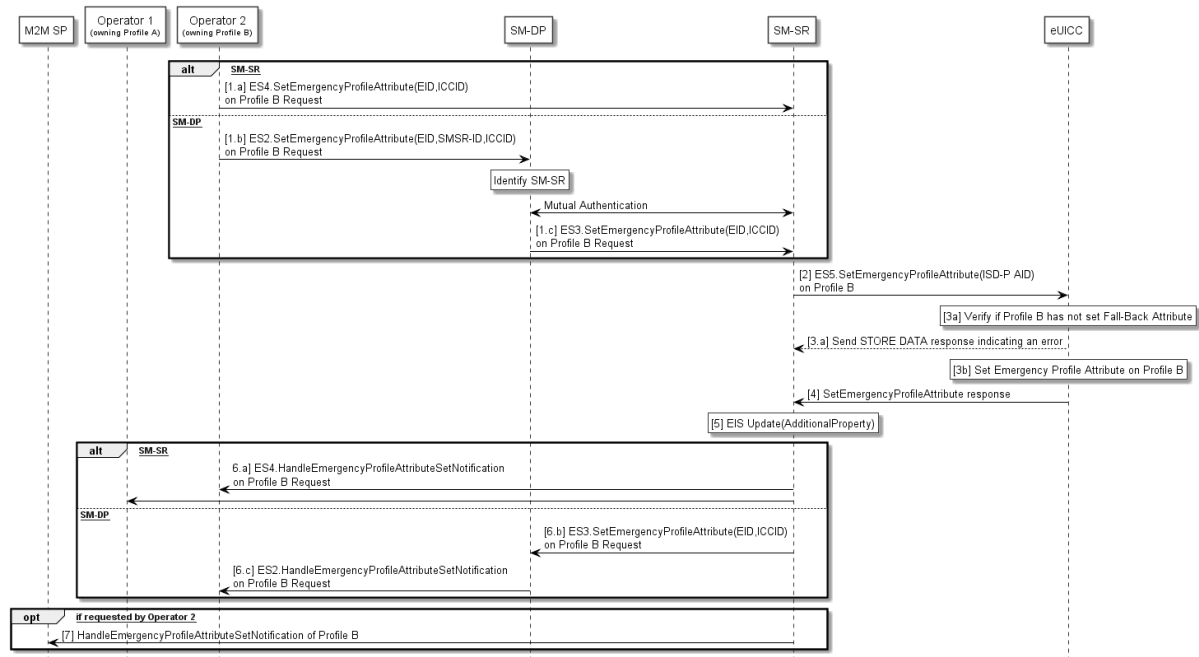 M2M SP
Operator 1
(owning Profile A)
Operator 2
(owning Profile B)
SM-DP
SM-SR
eUICC
alt
SM-SR
[1.a] ES4.SetEmergencyProfileAttribute(EID,ICCID)
on Profile B Request
SM-DP
[1.b] ES2.SetEmergencyProfileAttribute(EID,SMSR-ID,ICCID)
on Profile B Request
Identify SM-SR
Mutual Authentication
[1.c] ES3.SetEmergencyProfileAttribute(EID,ICCID)
on Profile B Request
[2] ES5.SetEmergencyProfileAttribute(ISD-P AID)
on Profile B
[3a] Verify if Profile B has not set Fall-Back Attribute
[3.a] Send STORE DATA response indicating an error
[3b] Set Emergency Profile Attribute on Profile B
[4] SetEmergencyProfileAttribute response
[5] EIS Update(AdditionalProperty)
alt
SM-SR
6.a] ES4.HandleEmergencyProfileAttributeSetNotification
on Profile B Request
SM-DP
[6.b] ES3.SetEmergencyProfileAttribute(EID,ICCID)
on Profile B Request
[6.c] ES2.HandleEmergencyProfileAttributeSetNotification
on Profile B Request
opt
if requested by Operator 2
[7] HandleEmergencyProfileAttributeSetNotification of Profile B